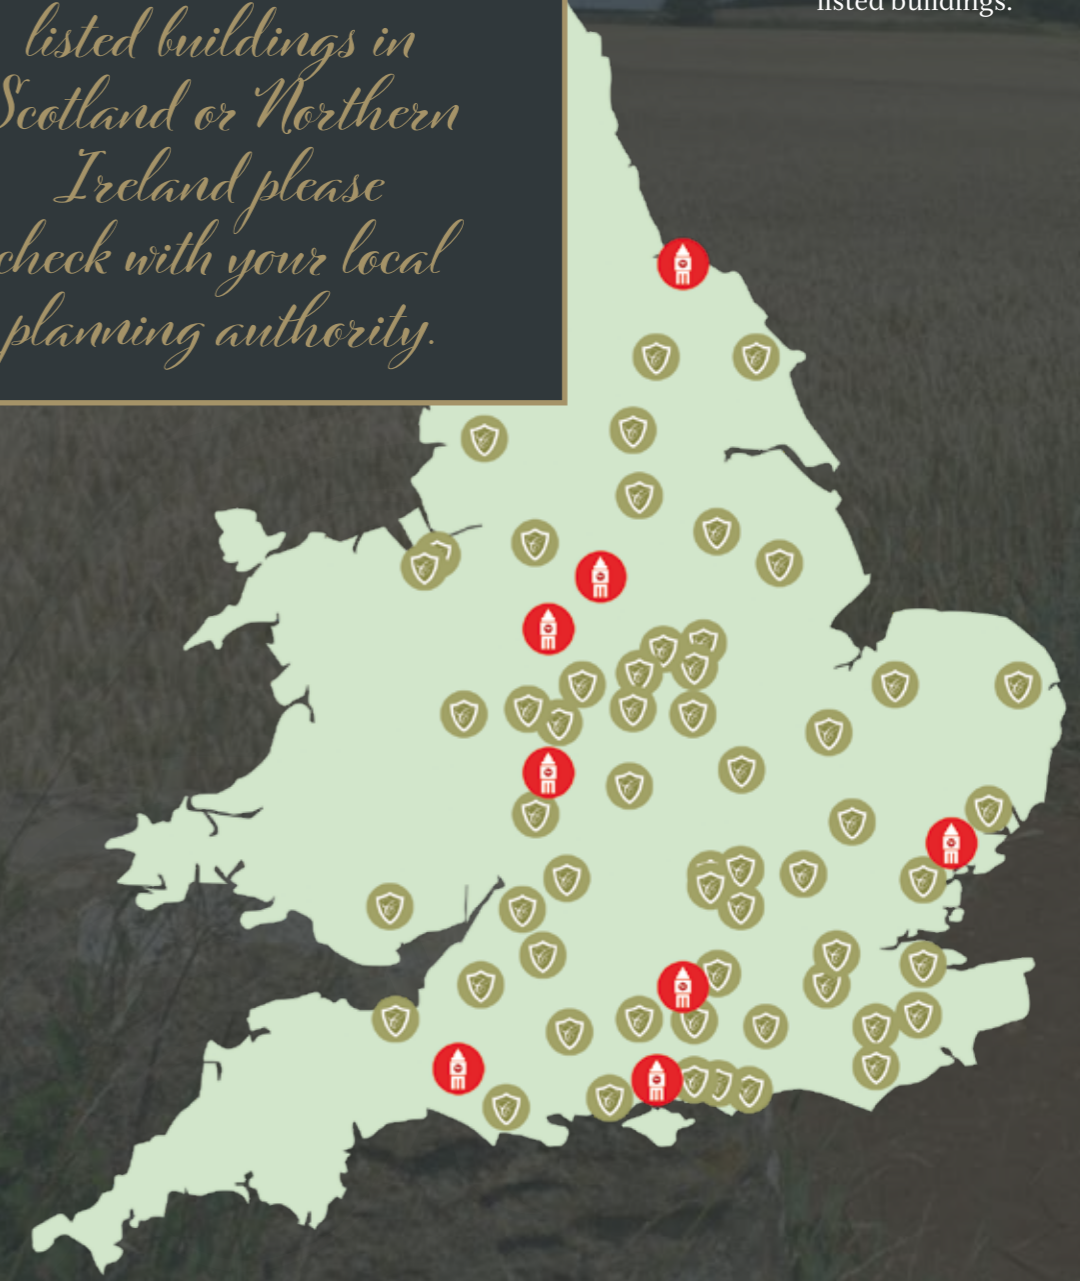 listed buildings.
listed buildings in
Scotland or Northern
Ireland please
check with your local
planning authority.